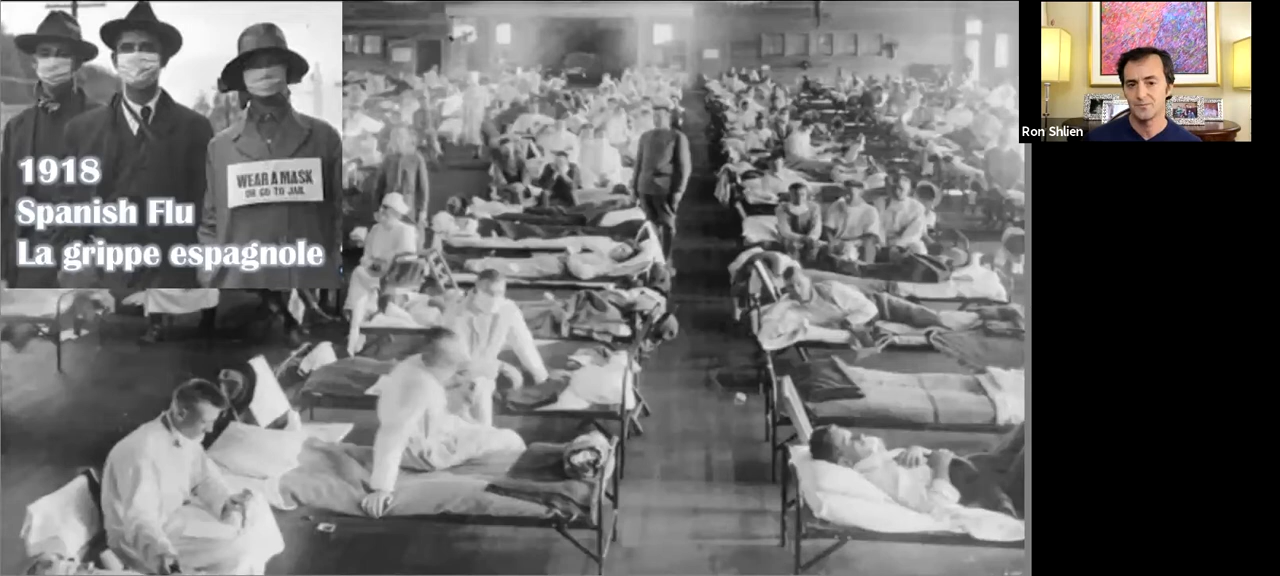 WEAR A MASK
OR GO TO JAIL
1918
Spanish Flu
La grippe espagnole
Ron Shlien